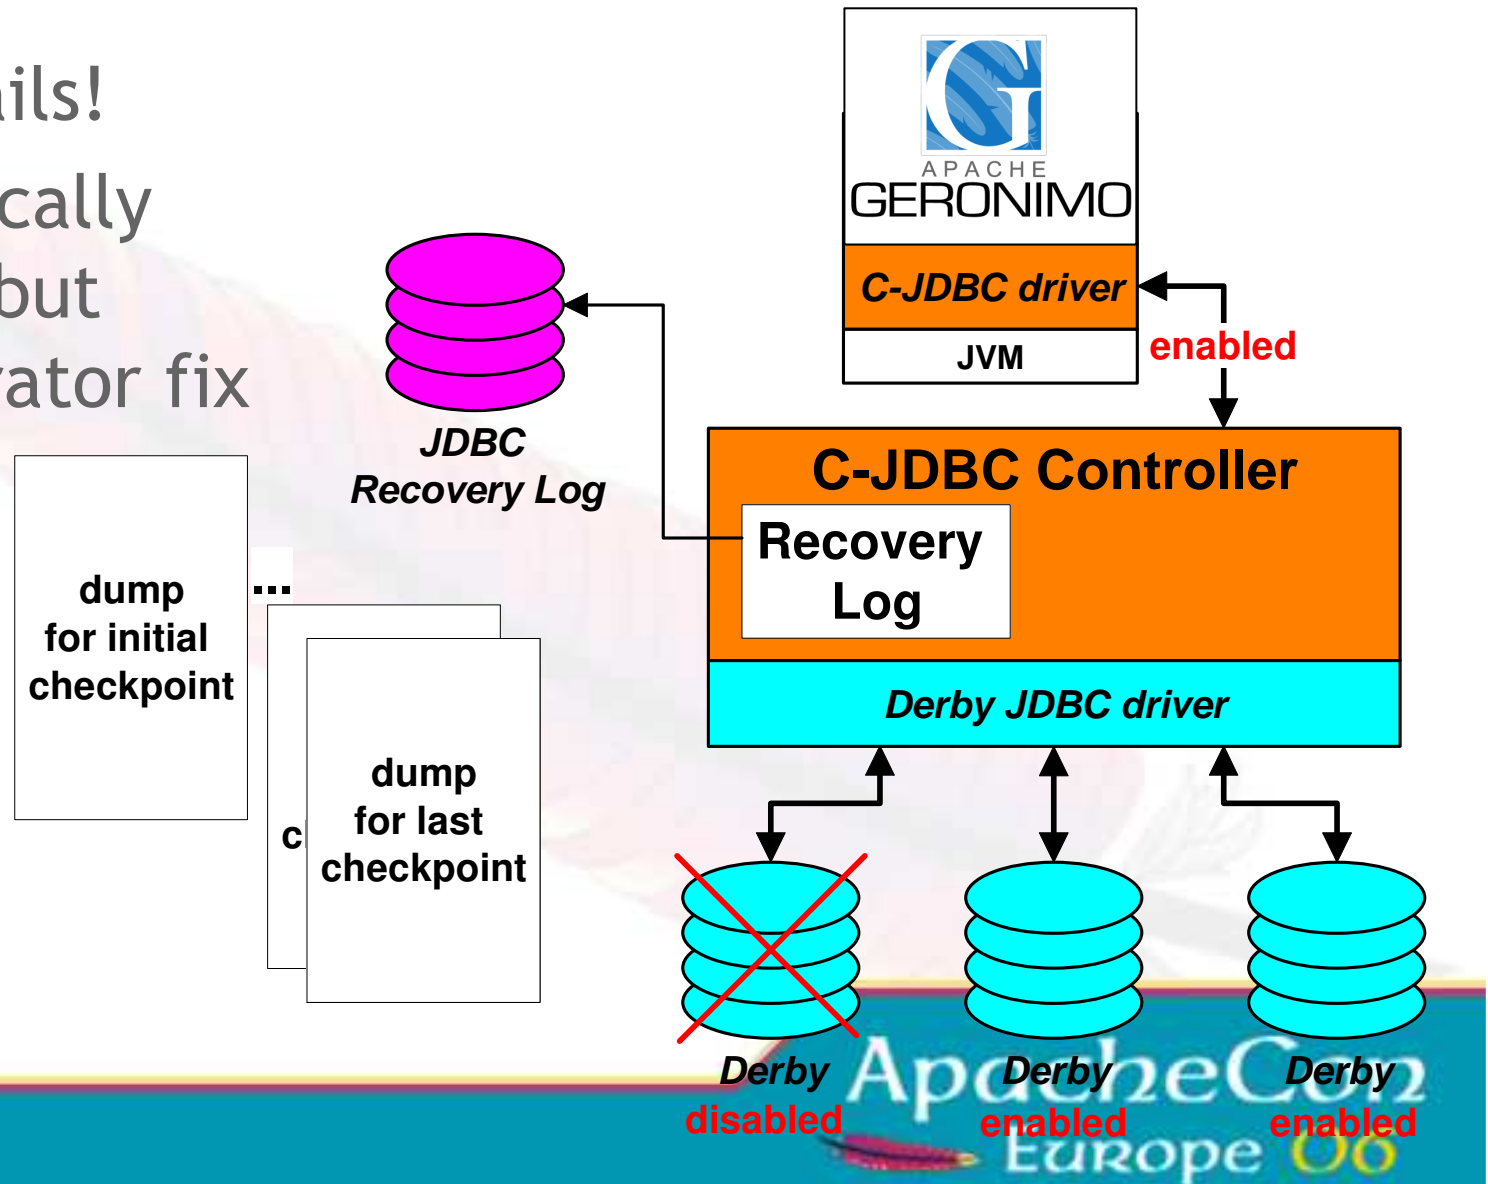 ils!
cally
but
rator fix
APACHE
GERONIMO
C-JDBC driver
JVM
enabled
JDBC
Recovery Log
C-JDBC Controller
Recovery
Log
Derby JDBC driver
dump
for initial
checkpoint
...
c
dump
for last
checkpoint
Derby
disabled
Derby
enabled
Derby
enabled
ApacheCon
Europe 06